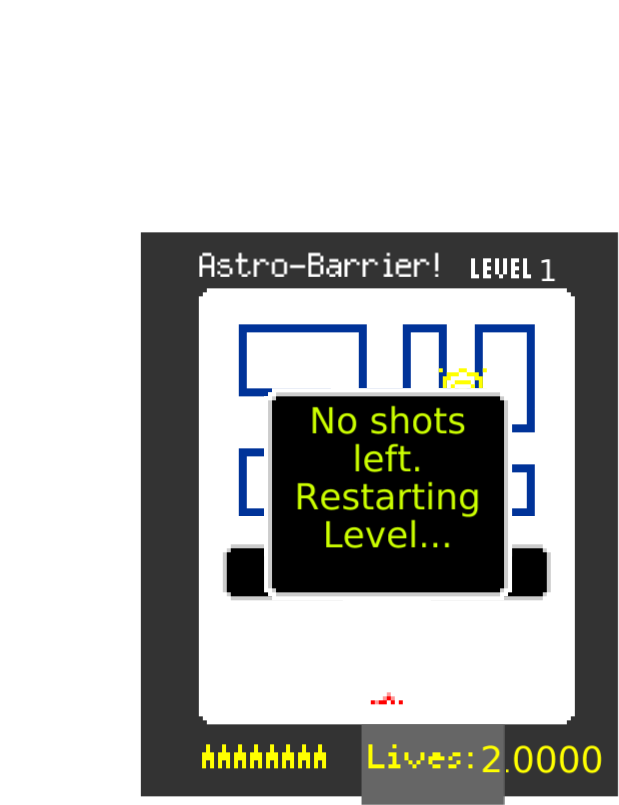 Astro-Barrier! LEVEL 1
No shots
left.
Restarting
Level...
Lives:2.0000